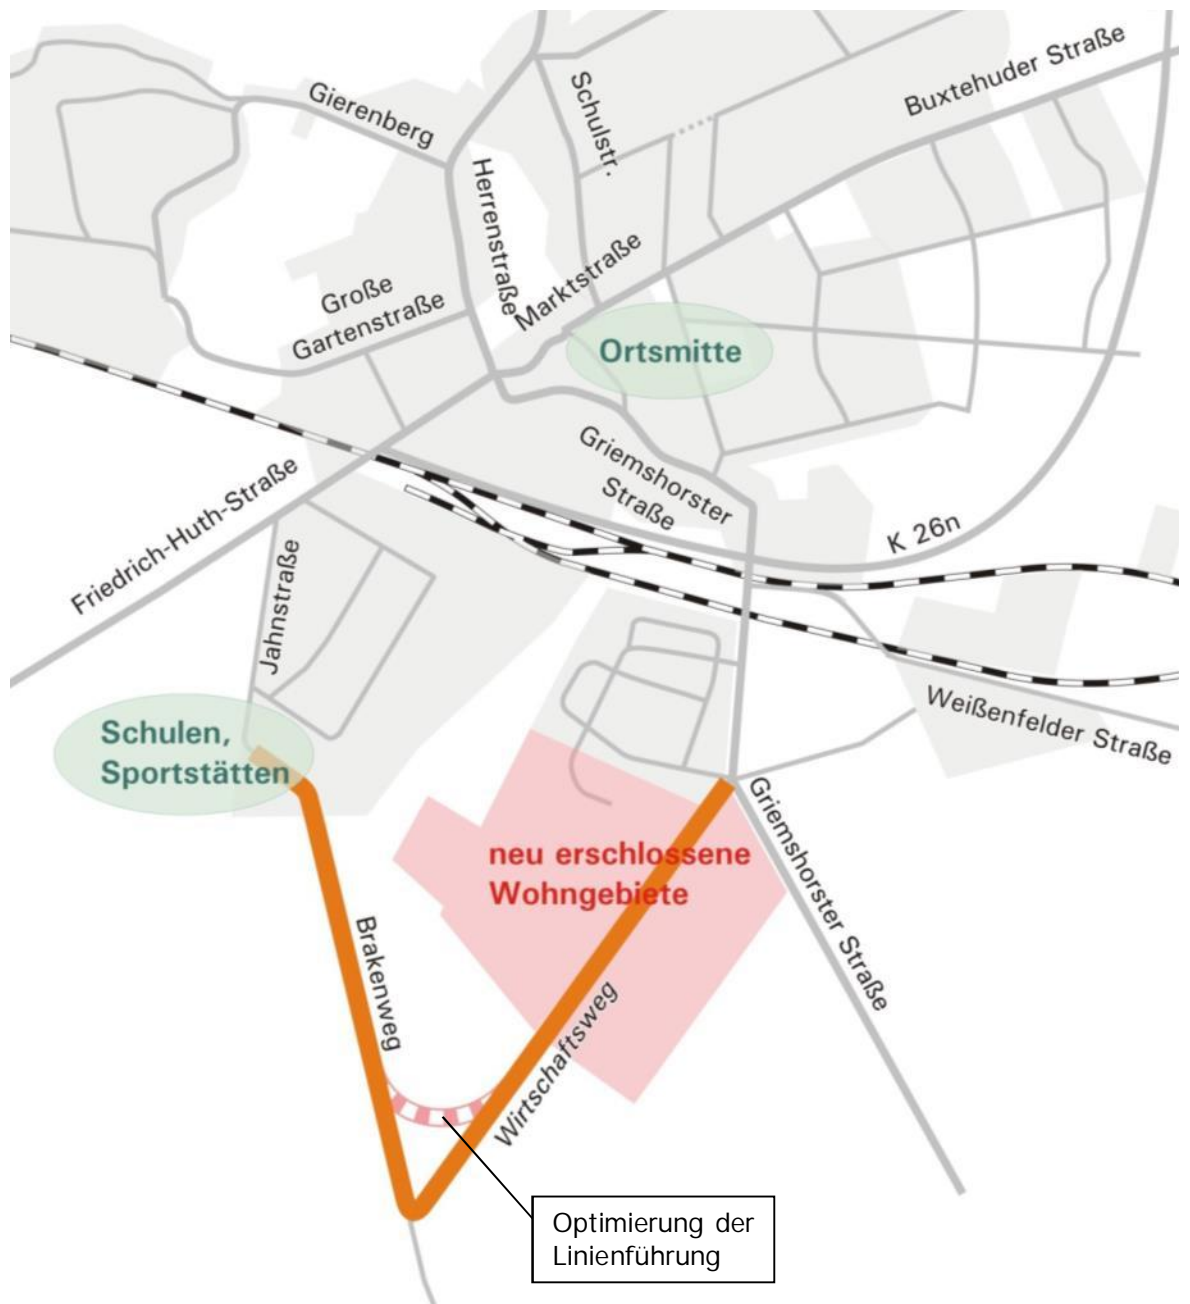 Buxtehuder Straße
Gierenberg
Schulstr.
Herrenstraße
Marktstraße
Große
Gartenstraße
Ortsmitte
Griemshorster
Straße
Friedrich-Huth-Straße
K 26n
Jahnstraße
Weißenfelder Straße
Schulen,
Sportstätten
Griemshorster Straße
neu erschlossene
Wohngebiete
Brakenweg
Wirtschaftsweg
Optimierung der
Linienführung